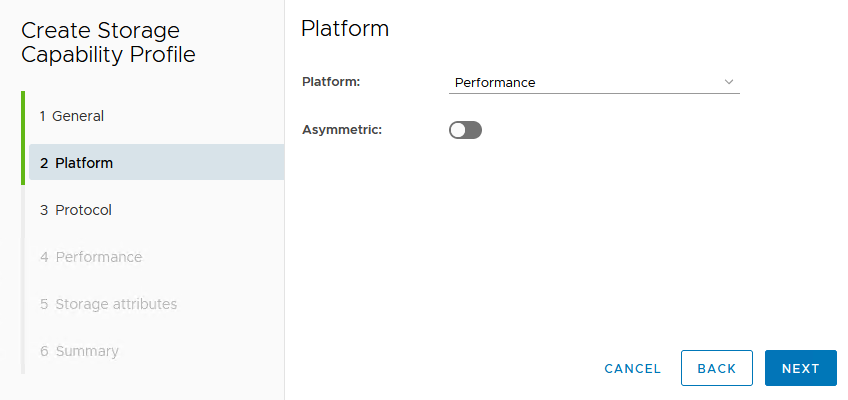 Create Storage
Capability Profile
1 General
2 Platform
3 Protocol
4 Performance
5 Storage attributes
6 Summary
Platform
Platform: Performance
Asymmetric:
CANCEL BACK NEXT